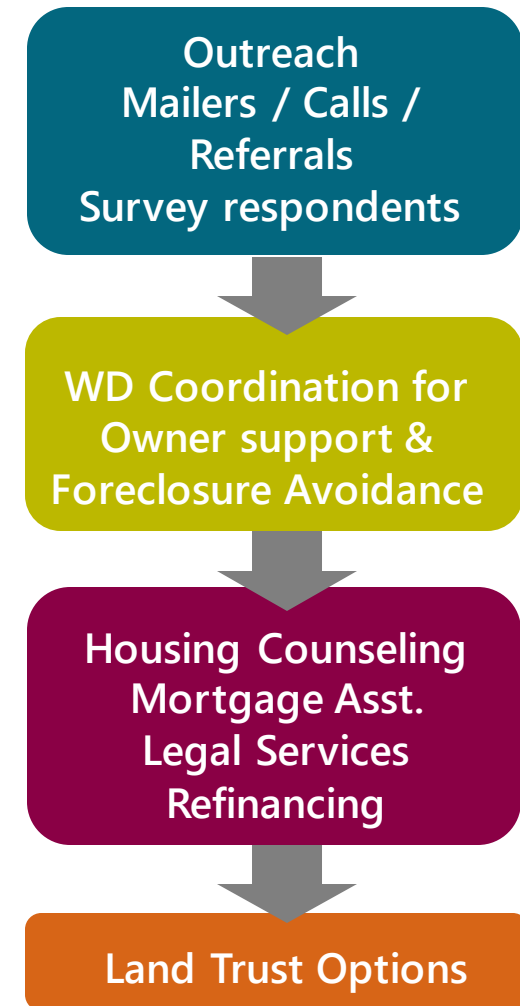 Outreach
Mailers / Calls /
Referrals
Survey respondents
WD Coordination for
Owner support &
Foreclosure Avoidance
Housing Counseling
Mortgage Asst.
Legal Services
Refinancing
Land Trust Options